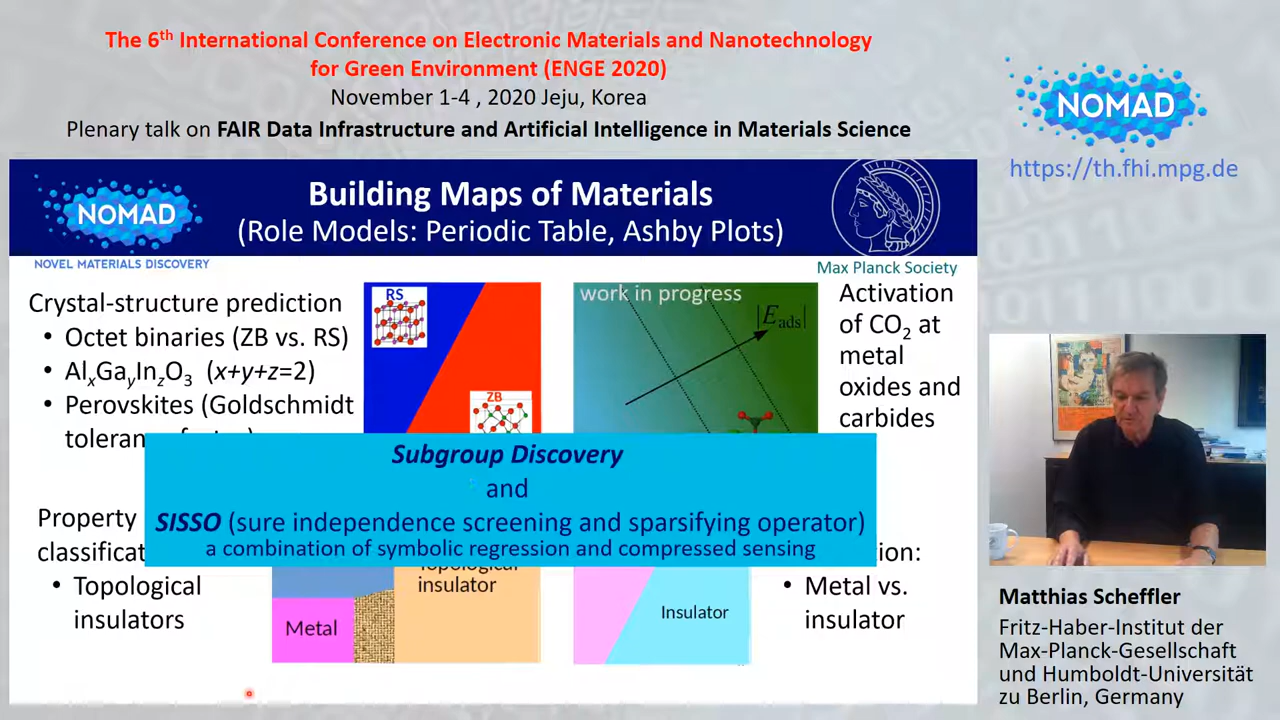 The 6th International Conference on Electronic Materials and Nanotechnology
for Green Environment (ENGE 2020)
November 1-4 , 2020 Jeju, Korea
Plenary talk on FAIR Data Infrastructure and Artificial Intelligence in Materials Science
NOMAD
https://th.fhi.mpg.de
NOMAD
NOVEL MATERIALS DISCOVERY
Building Maps of Materials
(Role Models: Periodic Table, Ashby Plots)
Max Planck Society
Crystal-structure prediction
• Octet binaries (ZB vs. RS)
• AlxGayInzO3 (x+y+z=2)
• Perovskites (Goldschmidt
RS
ZB
work in progress
|Eads|
Activation
of CO2 at
metal
oxides and
carbides
Subgroup Discovery
and
SISSO (sure independence screening and sparsifying operator)
a combination of symbolic regression and compressed sensing
Property
• Topological
insulators
Metal
Topological
insulator
Insulator
• Metal vs.
insulator
Matthias Scheffler
Fritz-Haber-Institut der
Max-Planck-Gesellschaft
und Humboldt-Universität
zu Berlin, Germany